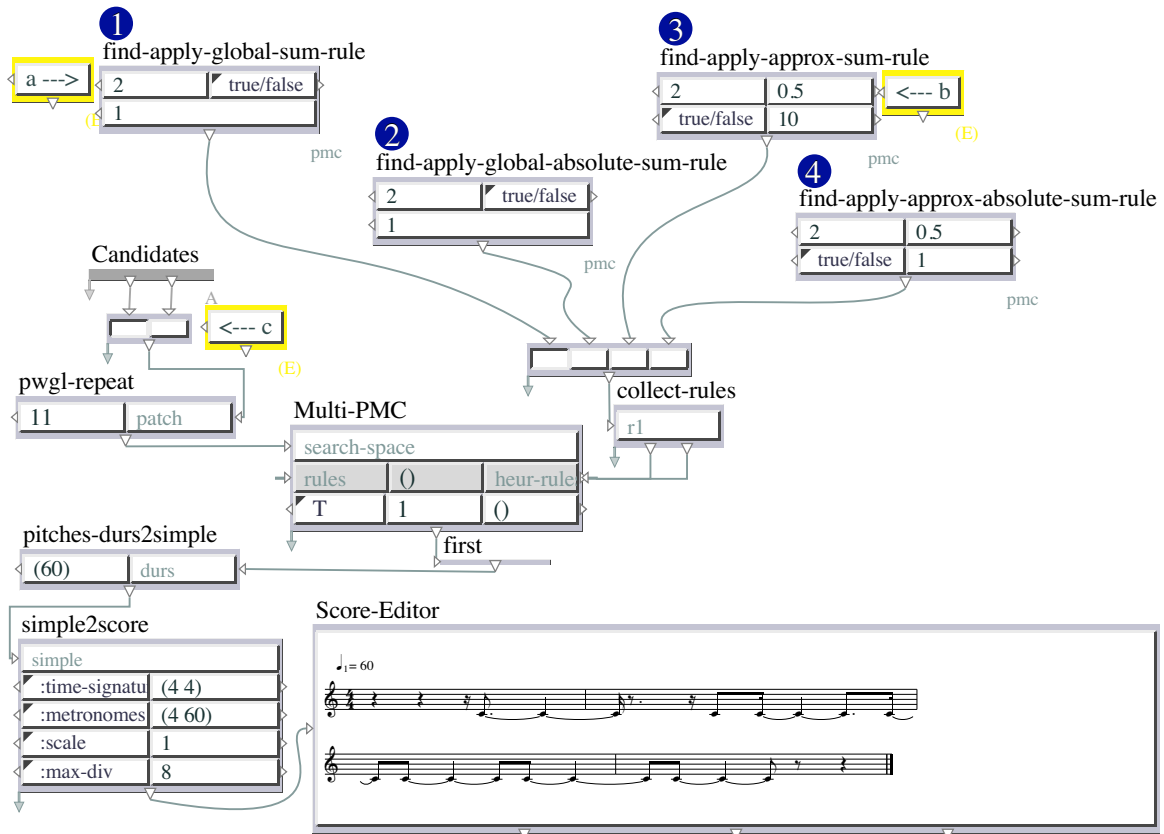 1
find-apply-global-sum-rule
a --->
2 true/false
1
(E)
pmc
2
find-apply-global-absolute-sum-rule
2 true/false
1
pmc
3
find-apply-approx-sum-rule
2 0.5
true/false 10
<--- b
(E)
pmc
4
find-apply-approx-absolute-sum-rule
2 0.5
true/false 1
pmc
Candidates
A
<--- c
(E)
pwgl-repeat
11 patch
collect-rules
r1
Multi-PMC
search-space
rules () heur-rule
T 1 ()
first
pitches-durs2simple
(60) durs
simple2score
simple
:time-signatu (4 4)
:metronomes (4 60)
:scale 1
:max-div 8
Score-Editor
1= 60
4
4